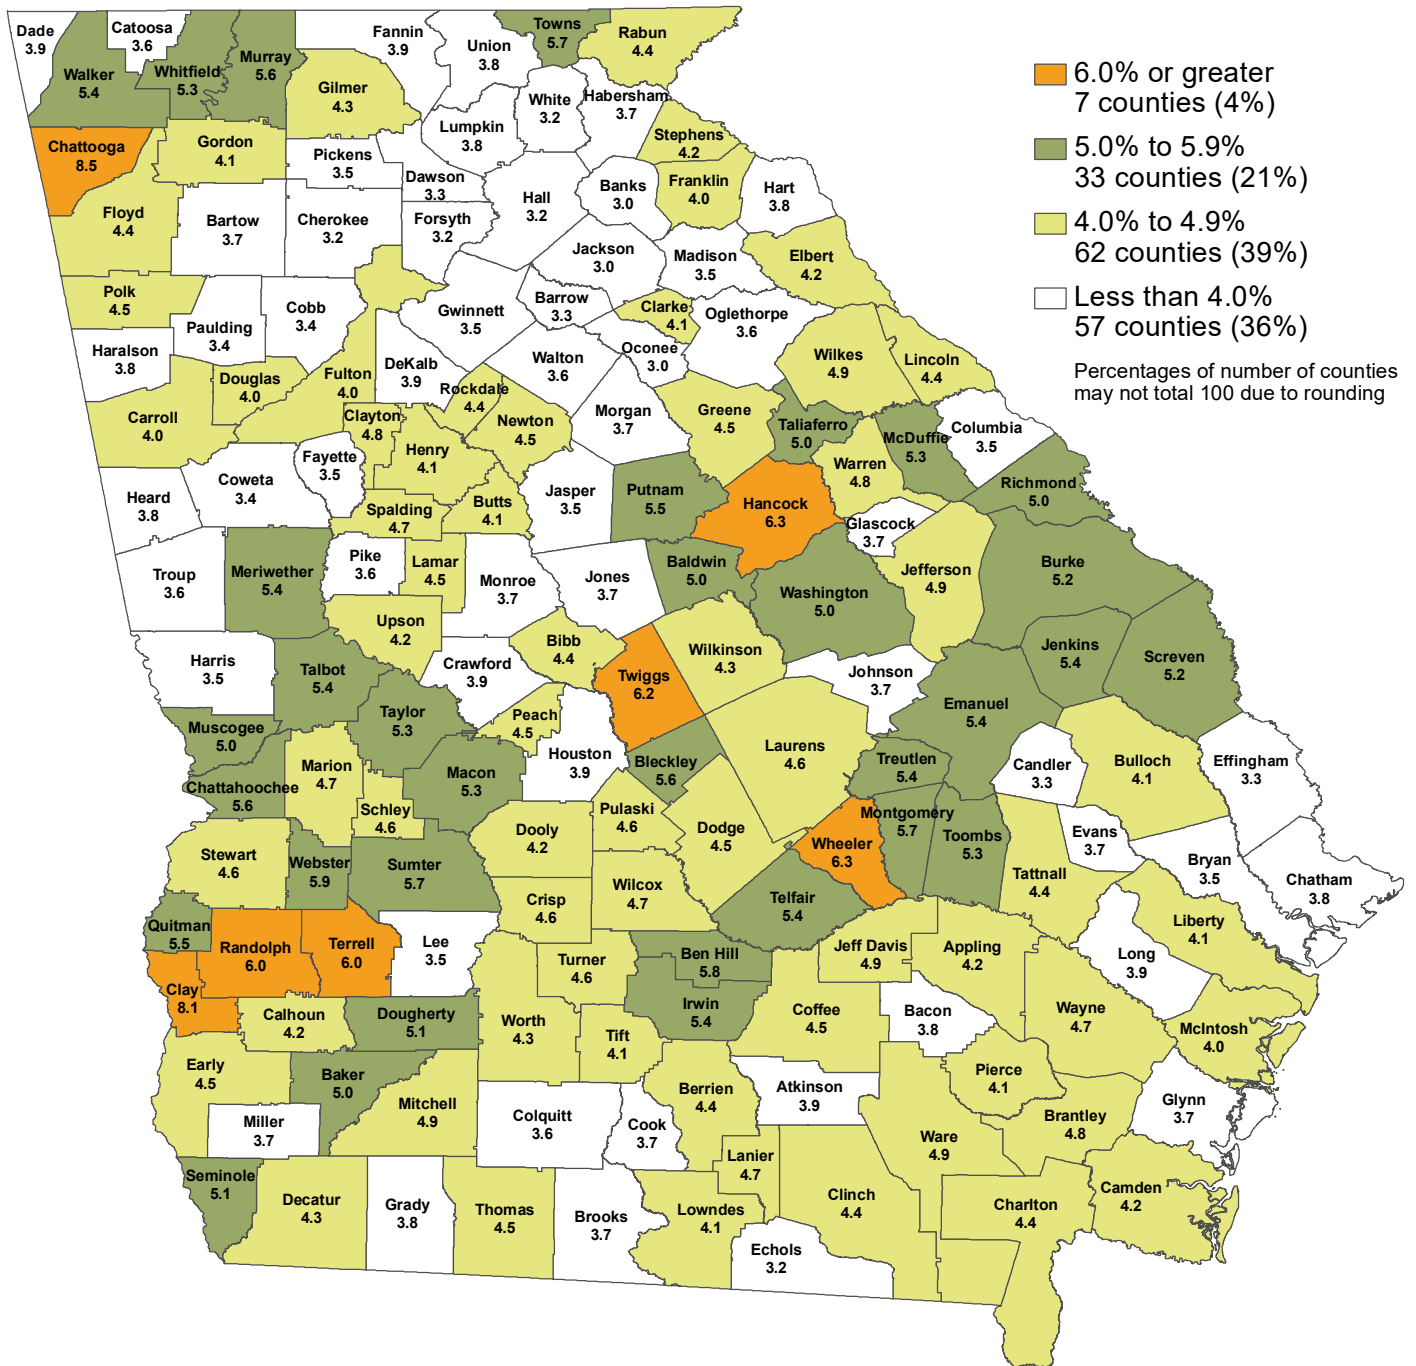 Dade
3.9
Catoosa
3.6
Walker
5.4
Whitfield
5.3
Murray
5.6
Fannin
3.9
Union
3.8
Towns
5.7
Rabun
4.4
Gilmer
4.3
White
3.2
Habersham
3.7
Lumpkin
3.8
Stephens
4.2
Chattooga
8.5
Gordon
4.1
Pickens
3.5
Dawson
3.3
Hall
3.2
Banks
3.0
Franklin
4.0
Hart
3.8
Floyd
4.4
Bartow
3.7
Cherokee
3.2
Forsyth
3.2
Jackson
3.0
Madison
3.5
Elbert
4.2
Polk
4.5
Paulding
3.4
Cobb
3.4
Gwinnett
3.5
Barrow
3.3
Clarke
4.1
Oglethorpe
3.6
Haralson
3.8
Douglas
4.0
Fulton
4.0
DeKalb
3.9
Rockdale
4.4
Walton
3.6
Oconee
3.0
Wilkes
4.9
Lincoln
4.4
Carroll
4.0
Clayton
4.8
Henry
4.1
Newton
4.5
Morgan
3.7
Greene
4.5
Taliaferro
5.0
McDuffie
5.3
Columbia
3.5
Heard
3.8
Coweta
3.4
Fayette
3.5
Spalding
4.7
Butts
4.1
Jasper
3.5
Putnam
5.5
Hancock
6.3
Warren
4.8
Glascock
3.7
Richmond
5.0
Troup
3.6
Meriwether
5.4
Pike
3.6
Lamar
4.5
Monroe
3.7
Jones
3.7
Baldwin
5.0
Washington
5.0
Jefferson
4.9
Burke
5.2
Upson
4.2
Harris
3.5
Talbot
5.4
Crawford
3.9
Bibb
4.4
Twiggs
6.2
Wilkinson
4.3
Johnson
3.7
Jenkins
5.4
Screven
5.2
Emanuel
5.4
Muscogee
5.0
Taylor
5.3
Peach
4.5
Houston
3.9
Bleckley
5.6
Laurens
4.6
Treutlen
5.4
Candler
3.3
Bulloch
4.1
Effingham
3.3
Chattahoochee
5.6
Marion
4.7
Schley
4.6
Macon
5.3
Dooly
4.2
Pulaski
4.6
Dodge
4.5
Wheeler
6.3
Montgomery
5.7
Toombs
5.3
Evans
3.7
Tattnall
4.4
Bryan
3.5
Chatham
3.8
Stewart
4.6
Webster
5.9
Sumter
5.7
Crisp
4.6
Wilcox
4.7
Telfair
5.4
Quitman
5.5
Randolph
6.0
Terrell
6.0
Lee
3.5
Turner
4.6
Ben Hill
5.8
Irwin
5.4
Jeff Davis
4.9
Appling
4.2
Long
3.9
Liberty
4.1
Clay
8.1
Calhoun
4.2
Dougherty
5.1
Worth
4.3
Tift
4.1
Coffee
4.5
Bacon
3.8
Wayne
4.7
McIntosh
4.0
Early
4.5
Baker
5.0
Mitchell
4.9
Miller
3.7
Colquitt
3.6
Cook
3.7
Berrien
4.4
Atkinson
3.9
Pierce
4.1
Brantley
4.8
Glynn
3.7
Ware
4.9
Lanier
4.7
Seminole
5.1
Decatur
4.3
Grady
3.8
Thomas
4.5
Brooks
3.7
Lowndes
4.1
Echols
3.2
Clinch
4.4
Charlton
4.4
Camden
4.2
6.0% or greater
7 counties (4%)
5.0% to 5.9%
33 counties (21%)
4.0% to 4.9%
62 counties (39%)
Less than 4.0%
57 counties (36%)
Percentages of number of counties
may not total 100 due to rounding